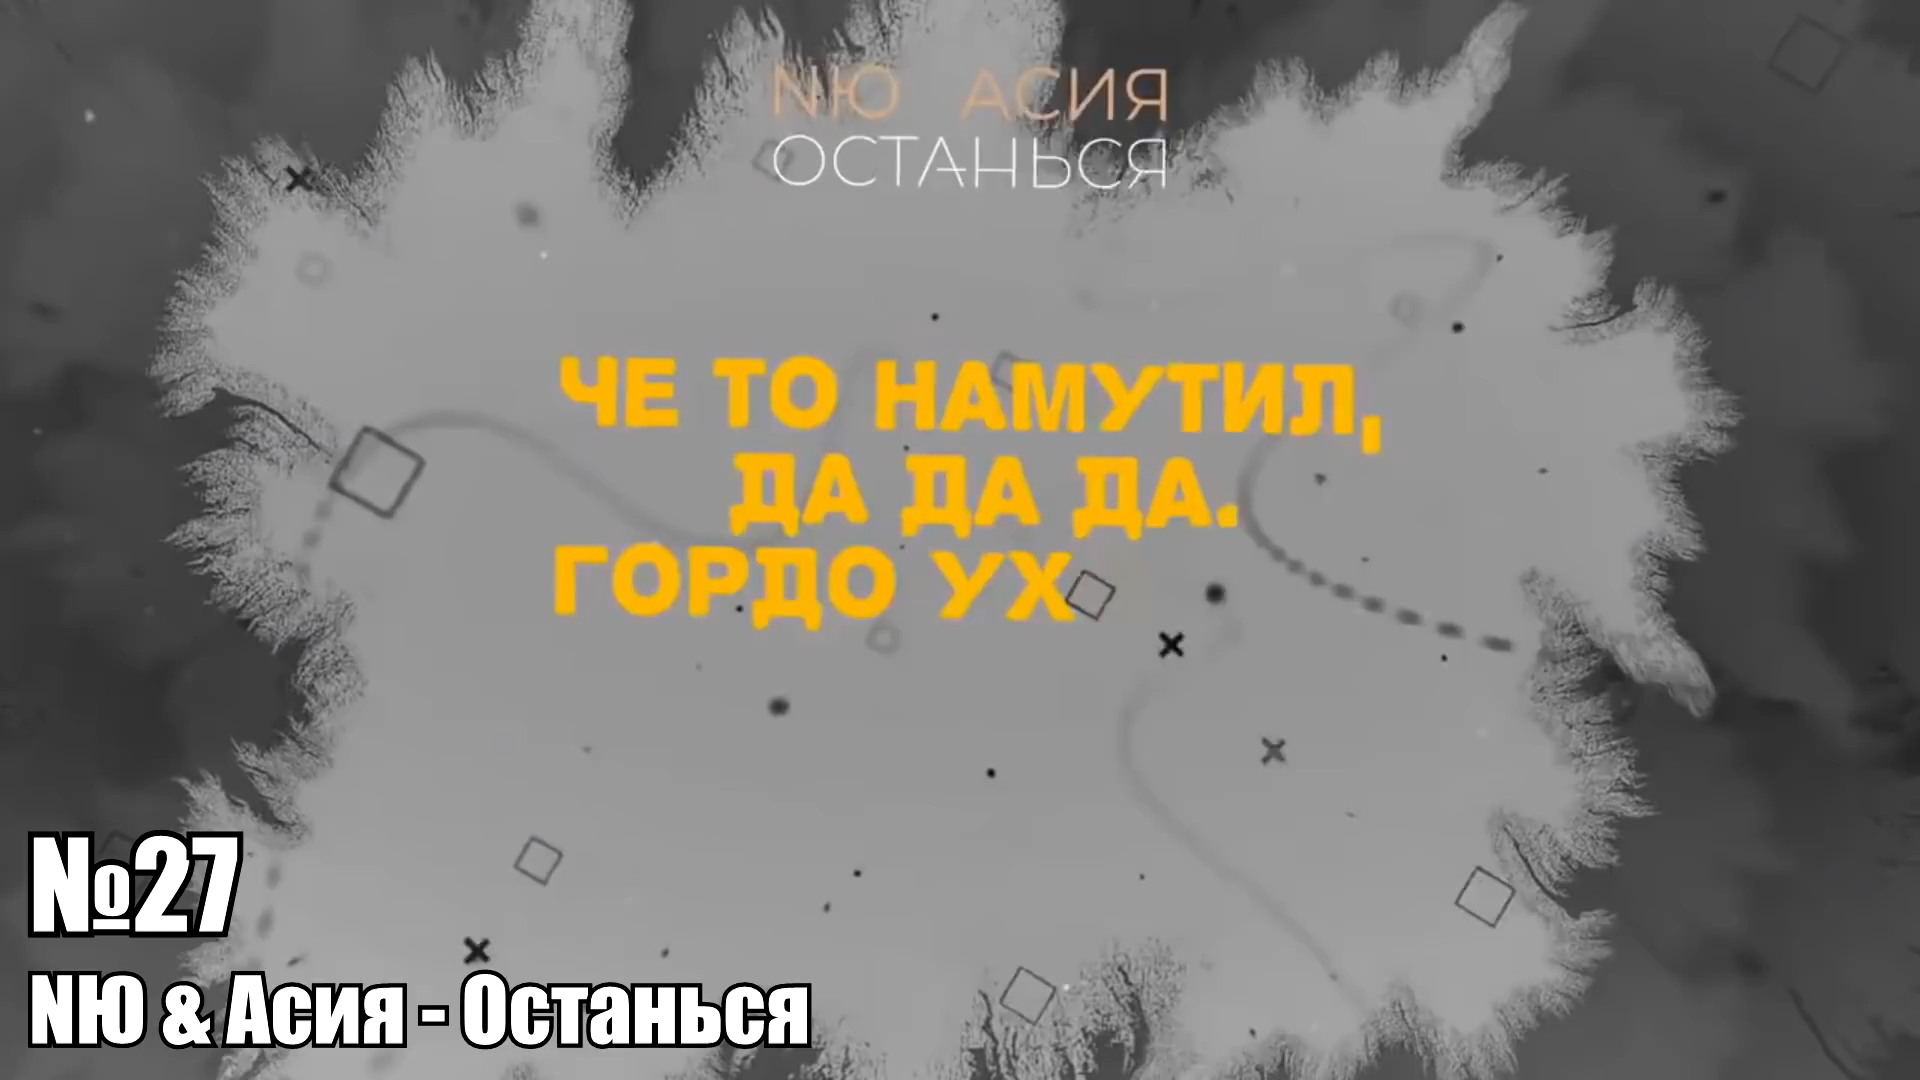 NЮ АСИЯ
ОСТАНЬСЯ
ЧЕ ТО НАМУТИЛ,
ДА ДА ДА.
ГОРДО УХ
№27
NЮ & Асия - Останься